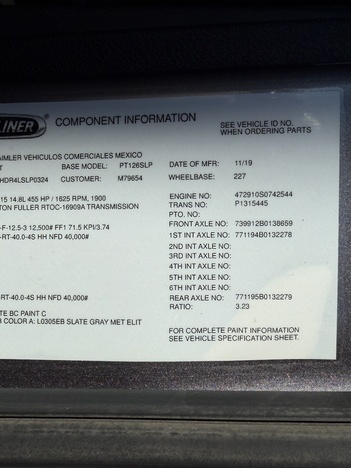 LINER COMPONENT INFORMATION
SEE VEHICLE ID NO.
WHEN ORDERING PARTS
AIMLER VEHICULOS COMERCIALES MEXICO
T BASE MODEL: PT126SLP
HDR4LSLP0324 CUSTOMER: M79654
DATE OF MFR: 11/19
WHEELBASE: 227
15 14.8L 455 HP / 1625 RPM, 1900
TON FULLER RTOC-16909A TRANSMISSION
ENGINE NO: 472910S0742544
TRANS NO: P1315445
PTO. NO:
-F-12.5-3 12,500# FF1 71.5 KPI/3.74
FRONT AXLE NO: 739912B0138659
-RT-40.0-4S HH NFD 40,000#
1ST INT AXLE NO: 771194B0132278
2ND INT AXLE NO:
3RD INT AXLE NO:
4TH INT AXLE NO:
5TH INT AXLE NO:
6TH INT AXLE NO:
-RT-40.0-4S HH NFD 40,000#
REAR AXLE NO: 771195B0132279
RATIO: 3.23
TE BC PAINT C
B COLOR A: L0305EB SLATE GRAY MET ELIT
FOR COMPLETE PAINT INFORMATION
SEE VEHICLE SPECIFICATION SHEET.